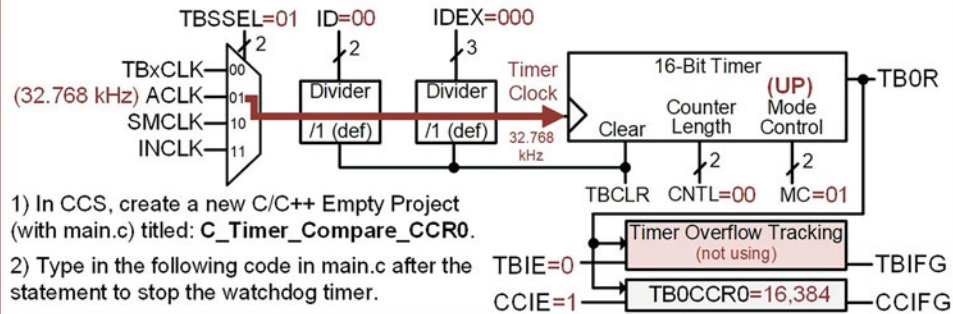 TBSSEL=01 ID=00 IDEX=000
2 2 3
TBxCLK 00
(32.768 kHz) ACLK 01
SMCLK 10
INCLK 11
Divider
/1 (def)
Divider
/1 (def)
Timer
Clock
32.768
kHz
16-Bit Timer
(UP)
Counter
Length
Mode
Control
Clear
TB0R
2 2
TBCLR CNTL=00 MC=01
1) In CCS, create a new C/C++ Empty Project
(with main.c) titled: C_Timer_Compare_CCR0.
2) Type in the following code in main.c after the
statement to stop the watchdog timer.
Timer Overflow Tracking
(not using)
TBIE=0 TBIFG
CCIE=1 TB0CCR0=16,384 CCIFG